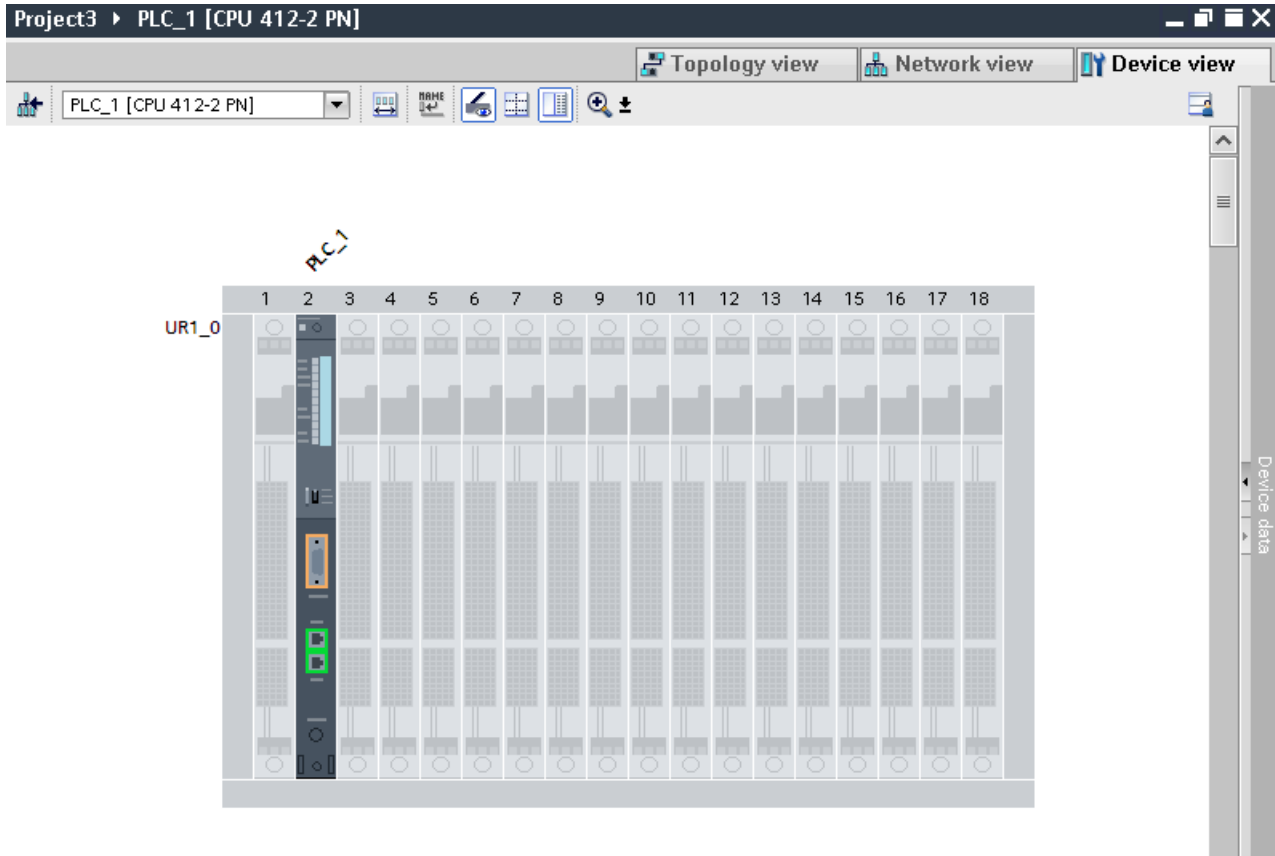 Project3 ▸ PLC_1 [CPU 412-2 PN]
Topology view Network view Device view
PLC_1 [CPU 412-2 PN] NAME
PLC_1
1 2 3 4 5 6 7 8 9 10 11 12 13 14 15 16 17 18
UR1_0
Device data